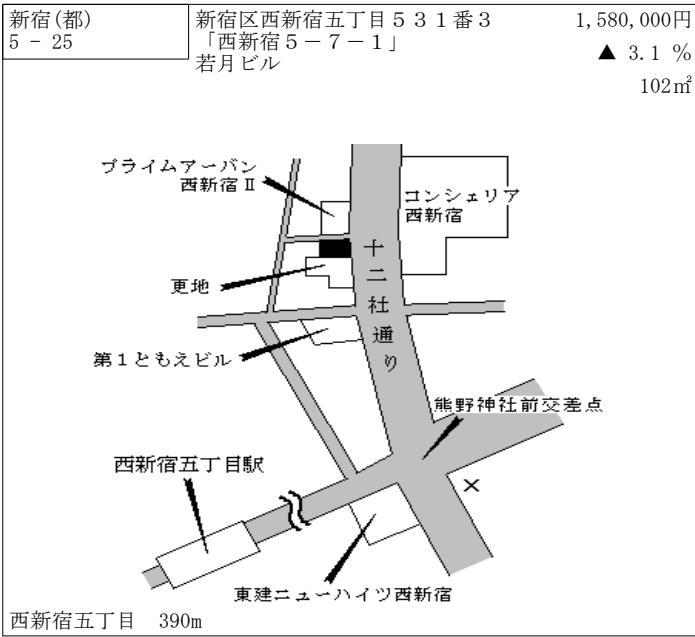 新宿(都)
5 - 25
新宿区西新宿五丁目５３１番３
「西新宿５－７－１」
若月ビル
1,580,000円
▲ 3.1 %
102㎡
プライムアーバン
西新宿Ⅱ
コンシェリア
西新宿
十二社通り
更地
第１ともえビル
熊野神社前交差点
西新宿五丁目駅
東建ニューハイツ西新宿
西新宿五丁目 390m